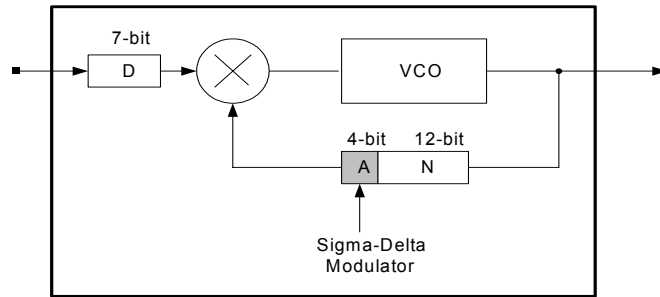 7-bit
D
VCO
4-bit 12-bit
A N
Sigma-Delta
Modulator